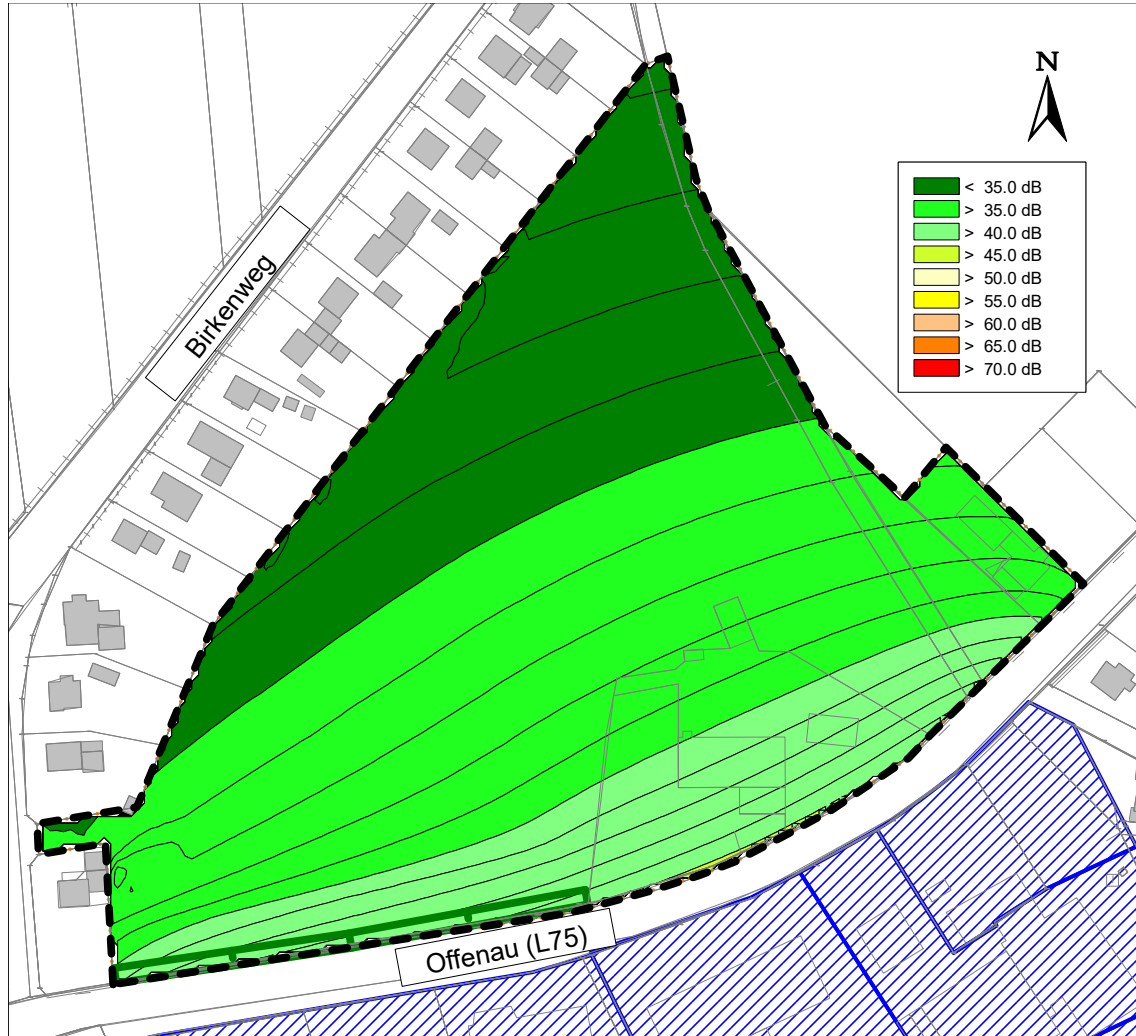 N
< 35.0 dB
> 35.0 dB
> 40.0 dB
> 45.0 dB
> 50.0 dB
> 55.0 dB
> 60.0 dB
> 65.0 dB
> 70.0 dB
Birkenweg
Offenau (L75)